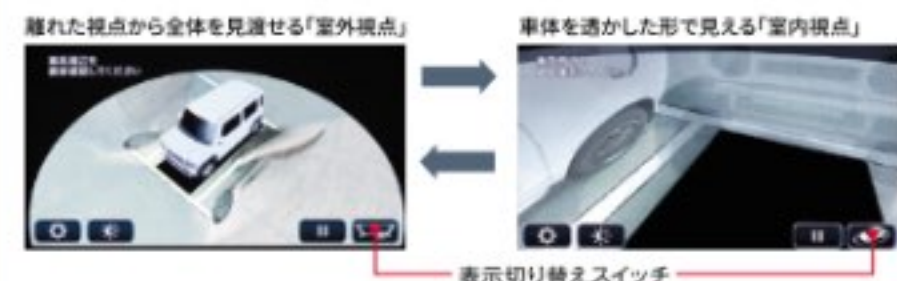 離れた視点から全体を見渡せる「室外視点」
車体を透かした形で見える「室内視点」
表示切り替えスイッチ